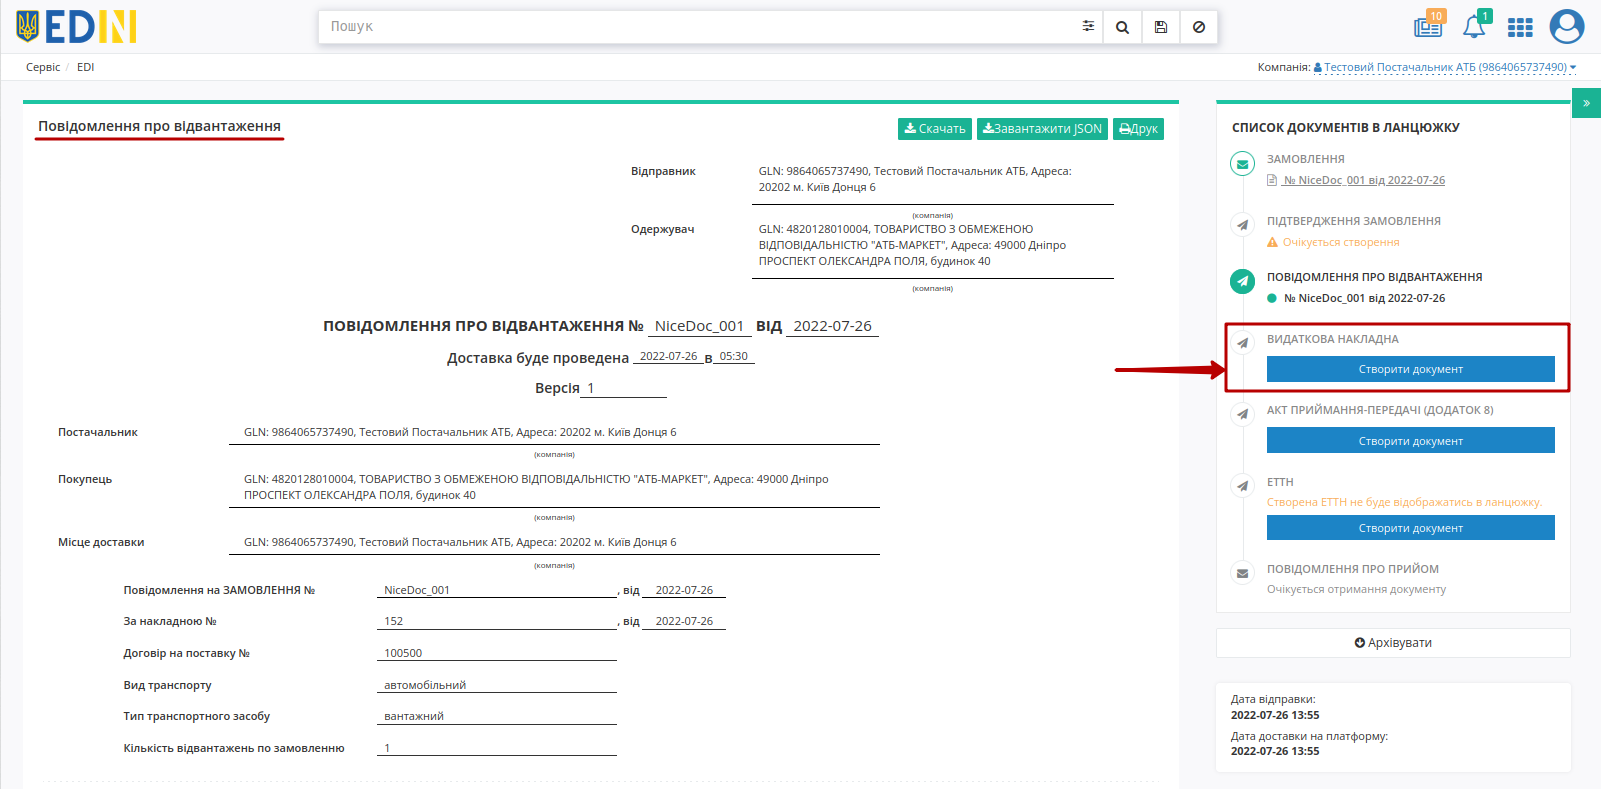 EDIN
Пошук
10
1
Сервіс / EDI
Компанія: Тестовий Постачальник АТБ (9864065737490)
Повідомлення про відвантаження
Скачать
Завантажити JSON
Друк
Відправник
GLN: 9864065737490, Тестовий Постачальник АТБ, Адреса:
20202 м. Київ Донця 6
(компанія)
Одержувач
GLN: 4820128010004, ТОВАРИСТВО З ОБМЕЖЕНОЮ
ВІДПОВІДАЛЬНІСТЮ "АТБ-МАРКЕТ", Адреса: 49000 Дніпро
ПРОСПЕКТ ОЛЕКСАНДРА ПОЛЯ, будинок 40
(компанія)
ПОВІДОМЛЕННЯ ПРО ВІДВАНТАЖЕННЯ № NiceDoc_001 ВІД 2022-07-26
Доставка буде проведена 2022-07-26 в 05:30
Версія 1
Постачальник GLN: 9864065737490, Тестовий Постачальник АТБ, Адреса: 20202 м. Київ Донця 6
(компанія)
Покупець GLN: 4820128010004, ТОВАРИСТВО З ОБМЕЖЕНОЮ ВІДПОВІДАЛЬНІСТЮ "АТБ-МАРКЕТ", Адреса: 49000 Дніпро
ПРОСПЕКТ ОЛЕКСАНДРА ПОЛЯ, будинок 40
(компанія)
Місце доставки GLN: 9864065737490, Тестовий Постачальник АТБ, Адреса: 20202 м. Київ Донця 6
(компанія)
Повідомлення на ЗАМОВЛЕННЯ № NiceDoc_001 , від 2022-07-26
За накладною № 152 , від 2022-07-26
Договір на поставку № 100500
Вид транспорту автомобільний
Тип транспортного засобу вантажний
Кількість відвантажень по замовленню 1
»
СПИСОК ДОКУМЕНТІВ В ЛАНЦЮЖКУ
ЗАМОВЛЕННЯ
№ NiceDoc_001 від 2022-07-26
ПІДТВЕРДЖЕННЯ ЗАМОВЛЕННЯ
Очікується створення
ПОВІДОМЛЕННЯ ПРО ВІДВАНТАЖЕННЯ
№ NiceDoc_001 від 2022-07-26
ВИДАТКОВА НАКЛАДНА
Створити документ
АКТ ПРИЙМАННЯ-ПЕРЕДАЧІ (ДОДАТОК 8)
Створити документ
ЕТТН
Створена ЕТТН не буде відображатись в ланцюжку.
Створити документ
ПОВІДОМЛЕННЯ ПРО ПРИЙОМ
Очікується отримання документу
Архівувати
Дата відправки:
2022-07-26 13:55
Дата доставки на платформу:
2022-07-26 13:55